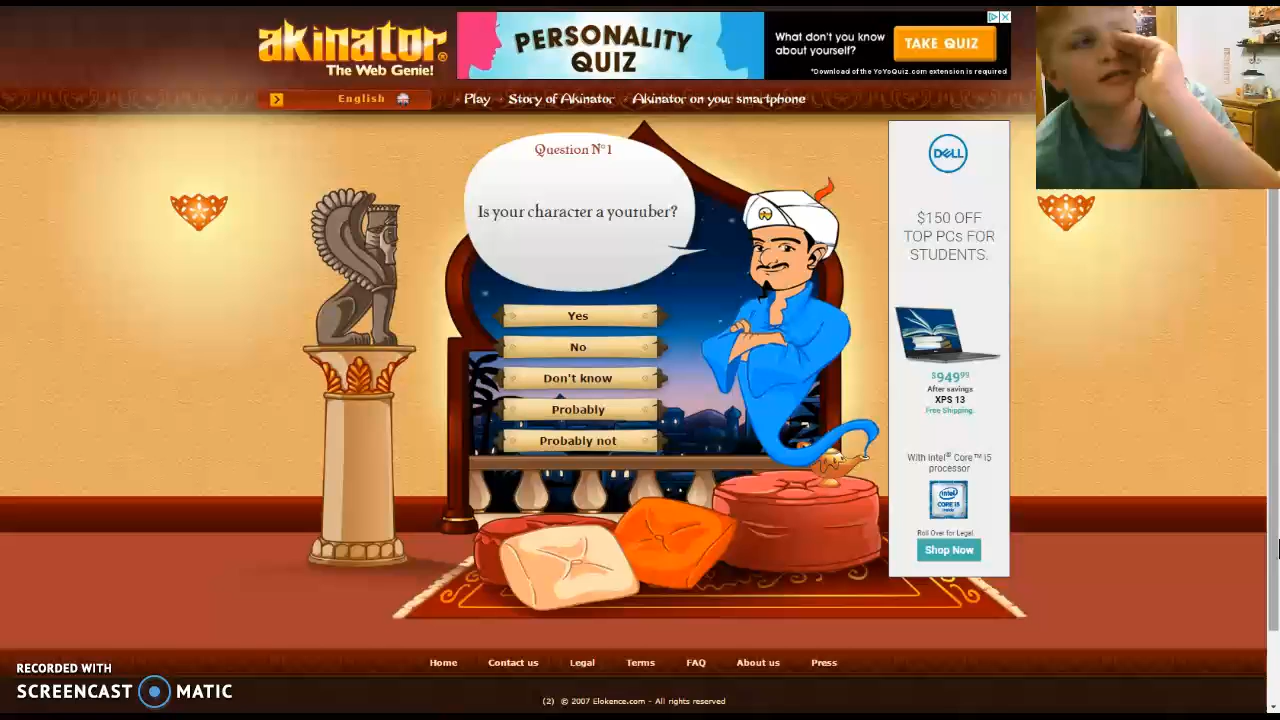 akinator®
The Web Genie!
PERSONALITY
QUIZ
What don't you know
about yourself?
TAKE QUIZ
*Download of the YoYoQuiz.com extension is required
English
Play
Story of Akinator
Akinator on your smartphone
Question N°1
Is your character a youtuber?
Yes
No
Don't know
Probably
Probably not
DELL
$150 OFF
TOP PCs FOR
STUDENTS.
$949.99
After savings
XPS 13
Free Shipping.
With Intel® Core™ i5
processor
intel
CORE i5
Roll Over for Legal
Shop Now
Home
Contact us
Legal
Terms
FAQ
About us
Press
RECORDED WITH
SCREENCAST MATIC
(2) © 2007 Elokence.com - All rights reserved